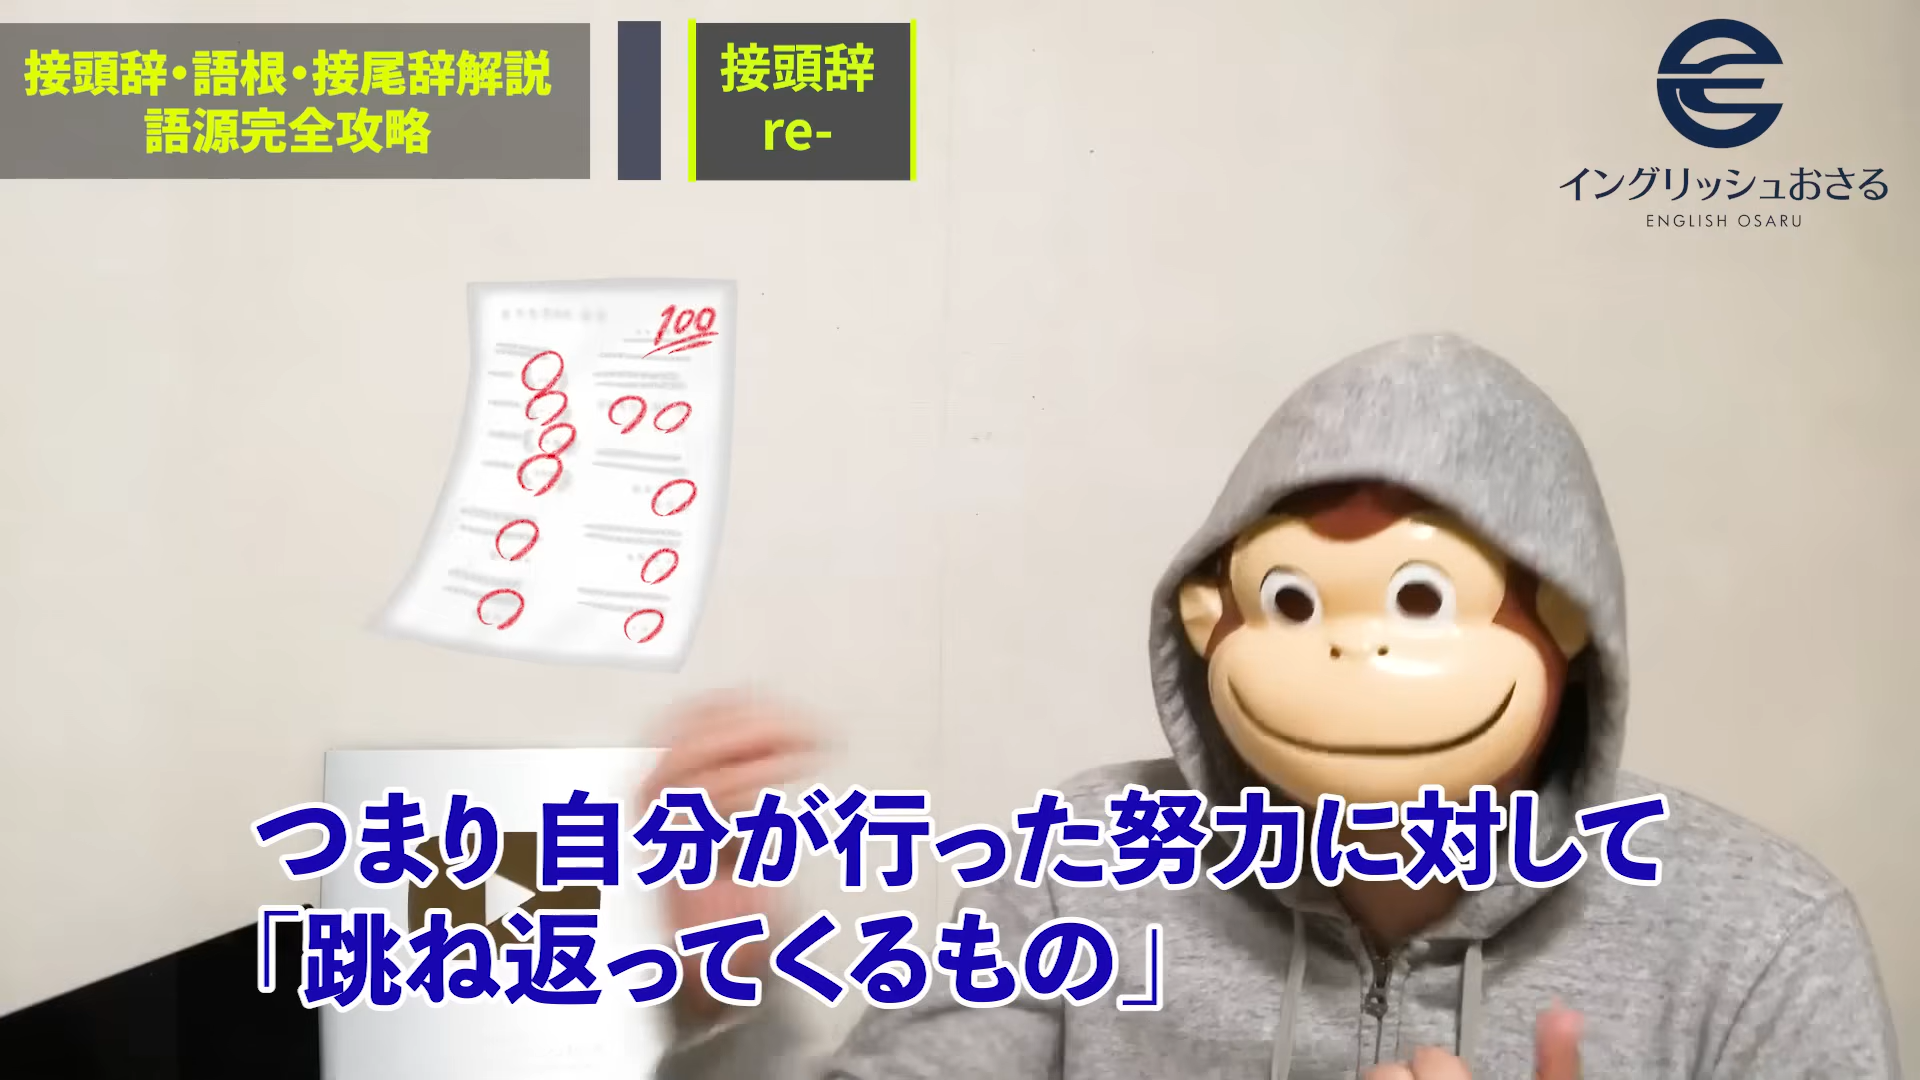 接頭辞・語根・接尾辞解説
語源完全攻略
接頭辞
re-
イングリッシュおさる
ENGLISH OSARU
100
つまり 自分が行った努力に対して
「跳ね返ってくるもの」